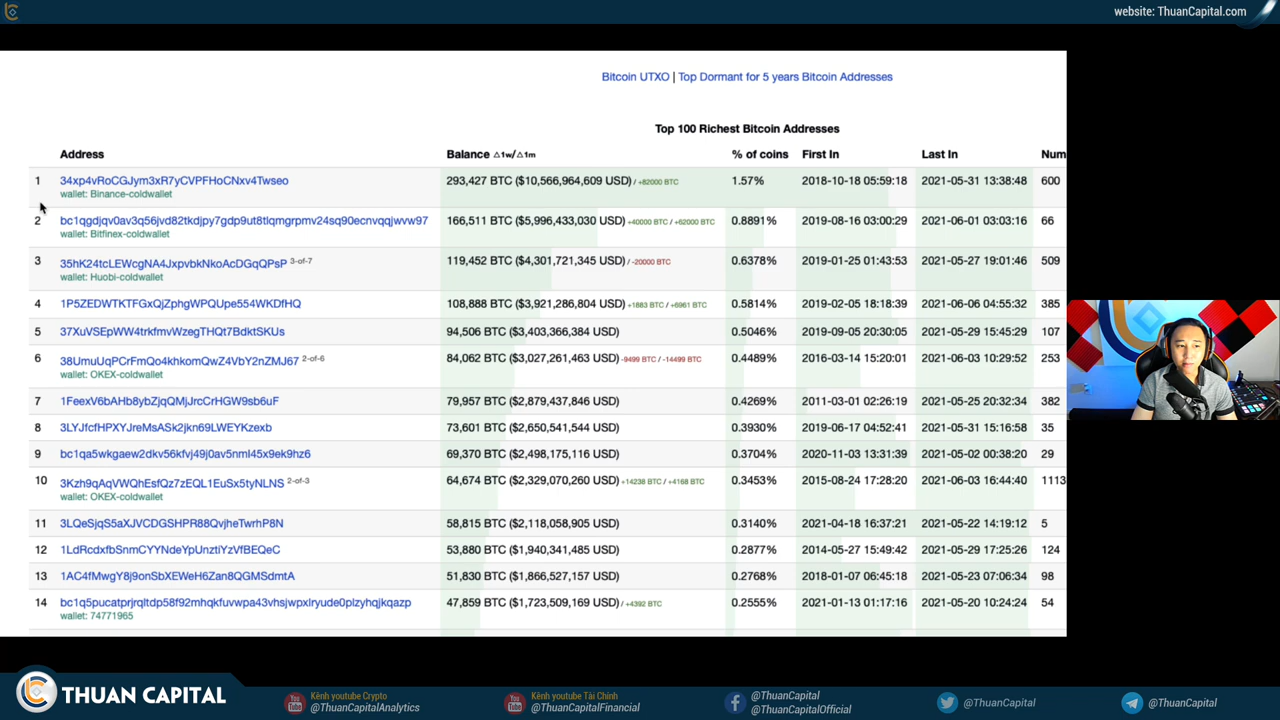 website: ThuanCapital.com
Bitcoin UTXO | Top Dormant for 5 years Bitcoin Addresses
Top 100 Richest Bitcoin Addresses
Address Balance △1w/△1m % of coins First In Last In Num
1 34xp4vRoCGJym3xR7yCVPFHoCNxv4Twseo 293,427 BTC ($10,566,964,609 USD) / +82000 BTC 1.57% 2018-10-18 05:59:18 2021-05-31 13:38:48 600
wallet: Binance-coldwallet
2 bc1qgdjqv0av3q56jvd82tkdjpy7gdp9ut8tlqmgrpmv24sq90ecnvqqjwvw97 166,511 BTC ($5,996,433,030 USD) +40000 BTC / +62000 BTC 0.8891% 2019-08-16 03:00:29 2021-06-01 03:03:16 66
wallet: Bitfinex-coldwallet
3 35hK24tcLEWcgNA4JxpvbkNkoAcDGqQPsP 3-of-7 119,452 BTC ($4,301,721,345 USD) / -20000 BTC 0.6378% 2019-01-25 01:43:53 2021-05-27 19:01:46 509
wallet: Huobi-coldwallet
4 1P5ZEDWTKTFGxQjZphgWPQUpe554WKDfHQ 108,888 BTC ($3,921,286,804 USD) +1883 BTC / +6961 BTC 0.5814% 2019-02-05 18:18:39 2021-06-06 04:55:32 385
5 37XuVSEpWW4trkfmvWzegTHQt7BdktSKUs 94,506 BTC ($3,403,366,384 USD) 0.5046% 2019-09-05 20:30:05 2021-05-29 15:45:29 107
6 38UmuUqPCrFmQo4khkomQwZ4VbY2nZMJ67 2-of-6 84,062 BTC ($3,027,261,463 USD) -9499 BTC / -14499 BTC 0.4489% 2016-03-14 15:20:01 2021-06-03 10:29:52 253
wallet: OKEX-coldwallet
7 1FeexV6bAHb8ybZjqQMjJrcCrHGW9sb6uF 79,957 BTC ($2,879,437,846 USD) 0.4269% 2011-03-01 02:26:19 2021-05-25 20:32:34 382
8 3LYJfcfHPXYJreMsASk2jkn69LWEYKzexb 73,601 BTC ($2,650,541,544 USD) 0.3930% 2019-06-17 04:52:41 2021-05-31 15:16:58 35
9 bc1qa5wkgaew2dkv56kfvj49j0av5nml45x9ek9hz6 69,370 BTC ($2,498,175,116 USD) 0.3704% 2020-11-03 13:31:39 2021-05-02 00:38:20 29
10 3Kzh9qAqVWQhEsfQz7zEQL1EuSx5tyNLNS 2-of-3 64,674 BTC ($2,329,070,260 USD) +14238 BTC / +4168 BTC 0.3453% 2015-08-24 17:28:20 2021-06-03 16:44:40 1113
wallet: OKEX-coldwallet
11 3LQeSjqS5aXJVCDGSHPR88QvjheTwrhP8N 58,815 BTC ($2,118,058,905 USD) 0.3140% 2021-04-18 16:37:21 2021-05-22 14:19:12 5
12 1LdRcdxfbSnmCYYNdeYpUnztiYzVfBEQeC 53,880 BTC ($1,940,341,485 USD) 0.2877% 2014-05-27 15:49:42 2021-05-29 17:25:26 124
13 1AC4fMwgY8j9onSbXEWeH6Zan8QGMSdmtA 51,830 BTC ($1,866,527,157 USD) 0.2768% 2018-01-07 06:45:18 2021-05-23 07:06:34 98
14 bc1q5pucatprjrqltdp58f92mhqkfuvwpa43vhsjwpxlryude0plzyhqjkqazp 47,859 BTC ($1,723,509,169 USD) / +4392 BTC 0.2555% 2021-01-13 01:17:16 2021-05-20 10:24:24 54
wallet: 74771965
THUAN CAPITAL
Kênh youtube Crypto
@ThuanCapitalAnalytics
Kênh youtube Tài Chính
@ThuanCapitalFinancial
@ThuanCapital
@ThuanCapitalOfficial
@ThuanCapital
@ThuanCapital